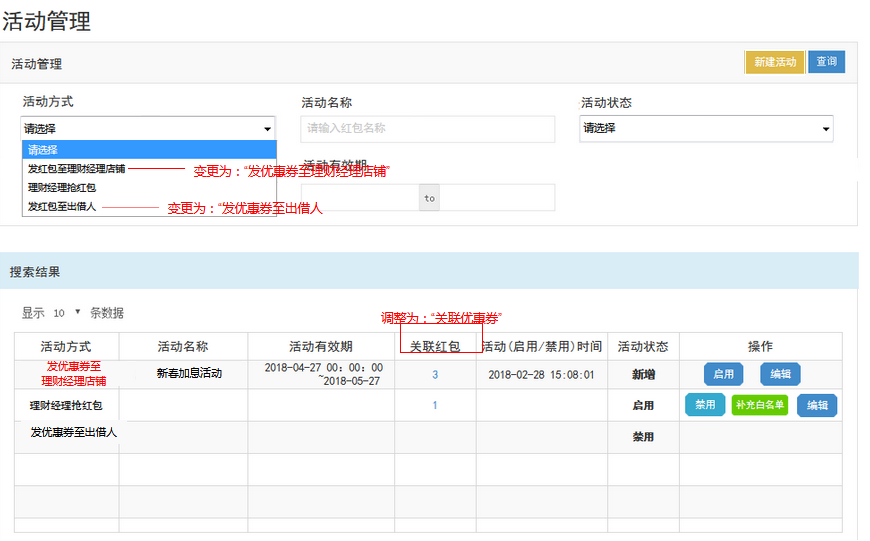 活动管理
活动管理
新建活动
查询
活动方式
活动名称
活动状态
请选择
请输入红包名称
请选择
请选择
发红包至理财经理店铺
变更为：“发优惠券至理财经理店铺”
活动有效期
理财经理抢红包
发红包至出借人
变更为：“发优惠券至出借人
to
搜索结果
显示 10 条数据
调整为：“关联优惠券”
活动方式 活动名称 活动有效期 关联红包 活动(启用/禁用)时间 活动状态 操作
发优惠券至
理财经理店铺
新春加息活动
2018-04-27 00: 00: 00
~2018-05-27
3
2018-02-28 15:08:01
新增
启用
编辑
理财经理抢红包
1
启用
禁用
补充白名单
编辑
发优惠券至出借人
禁用